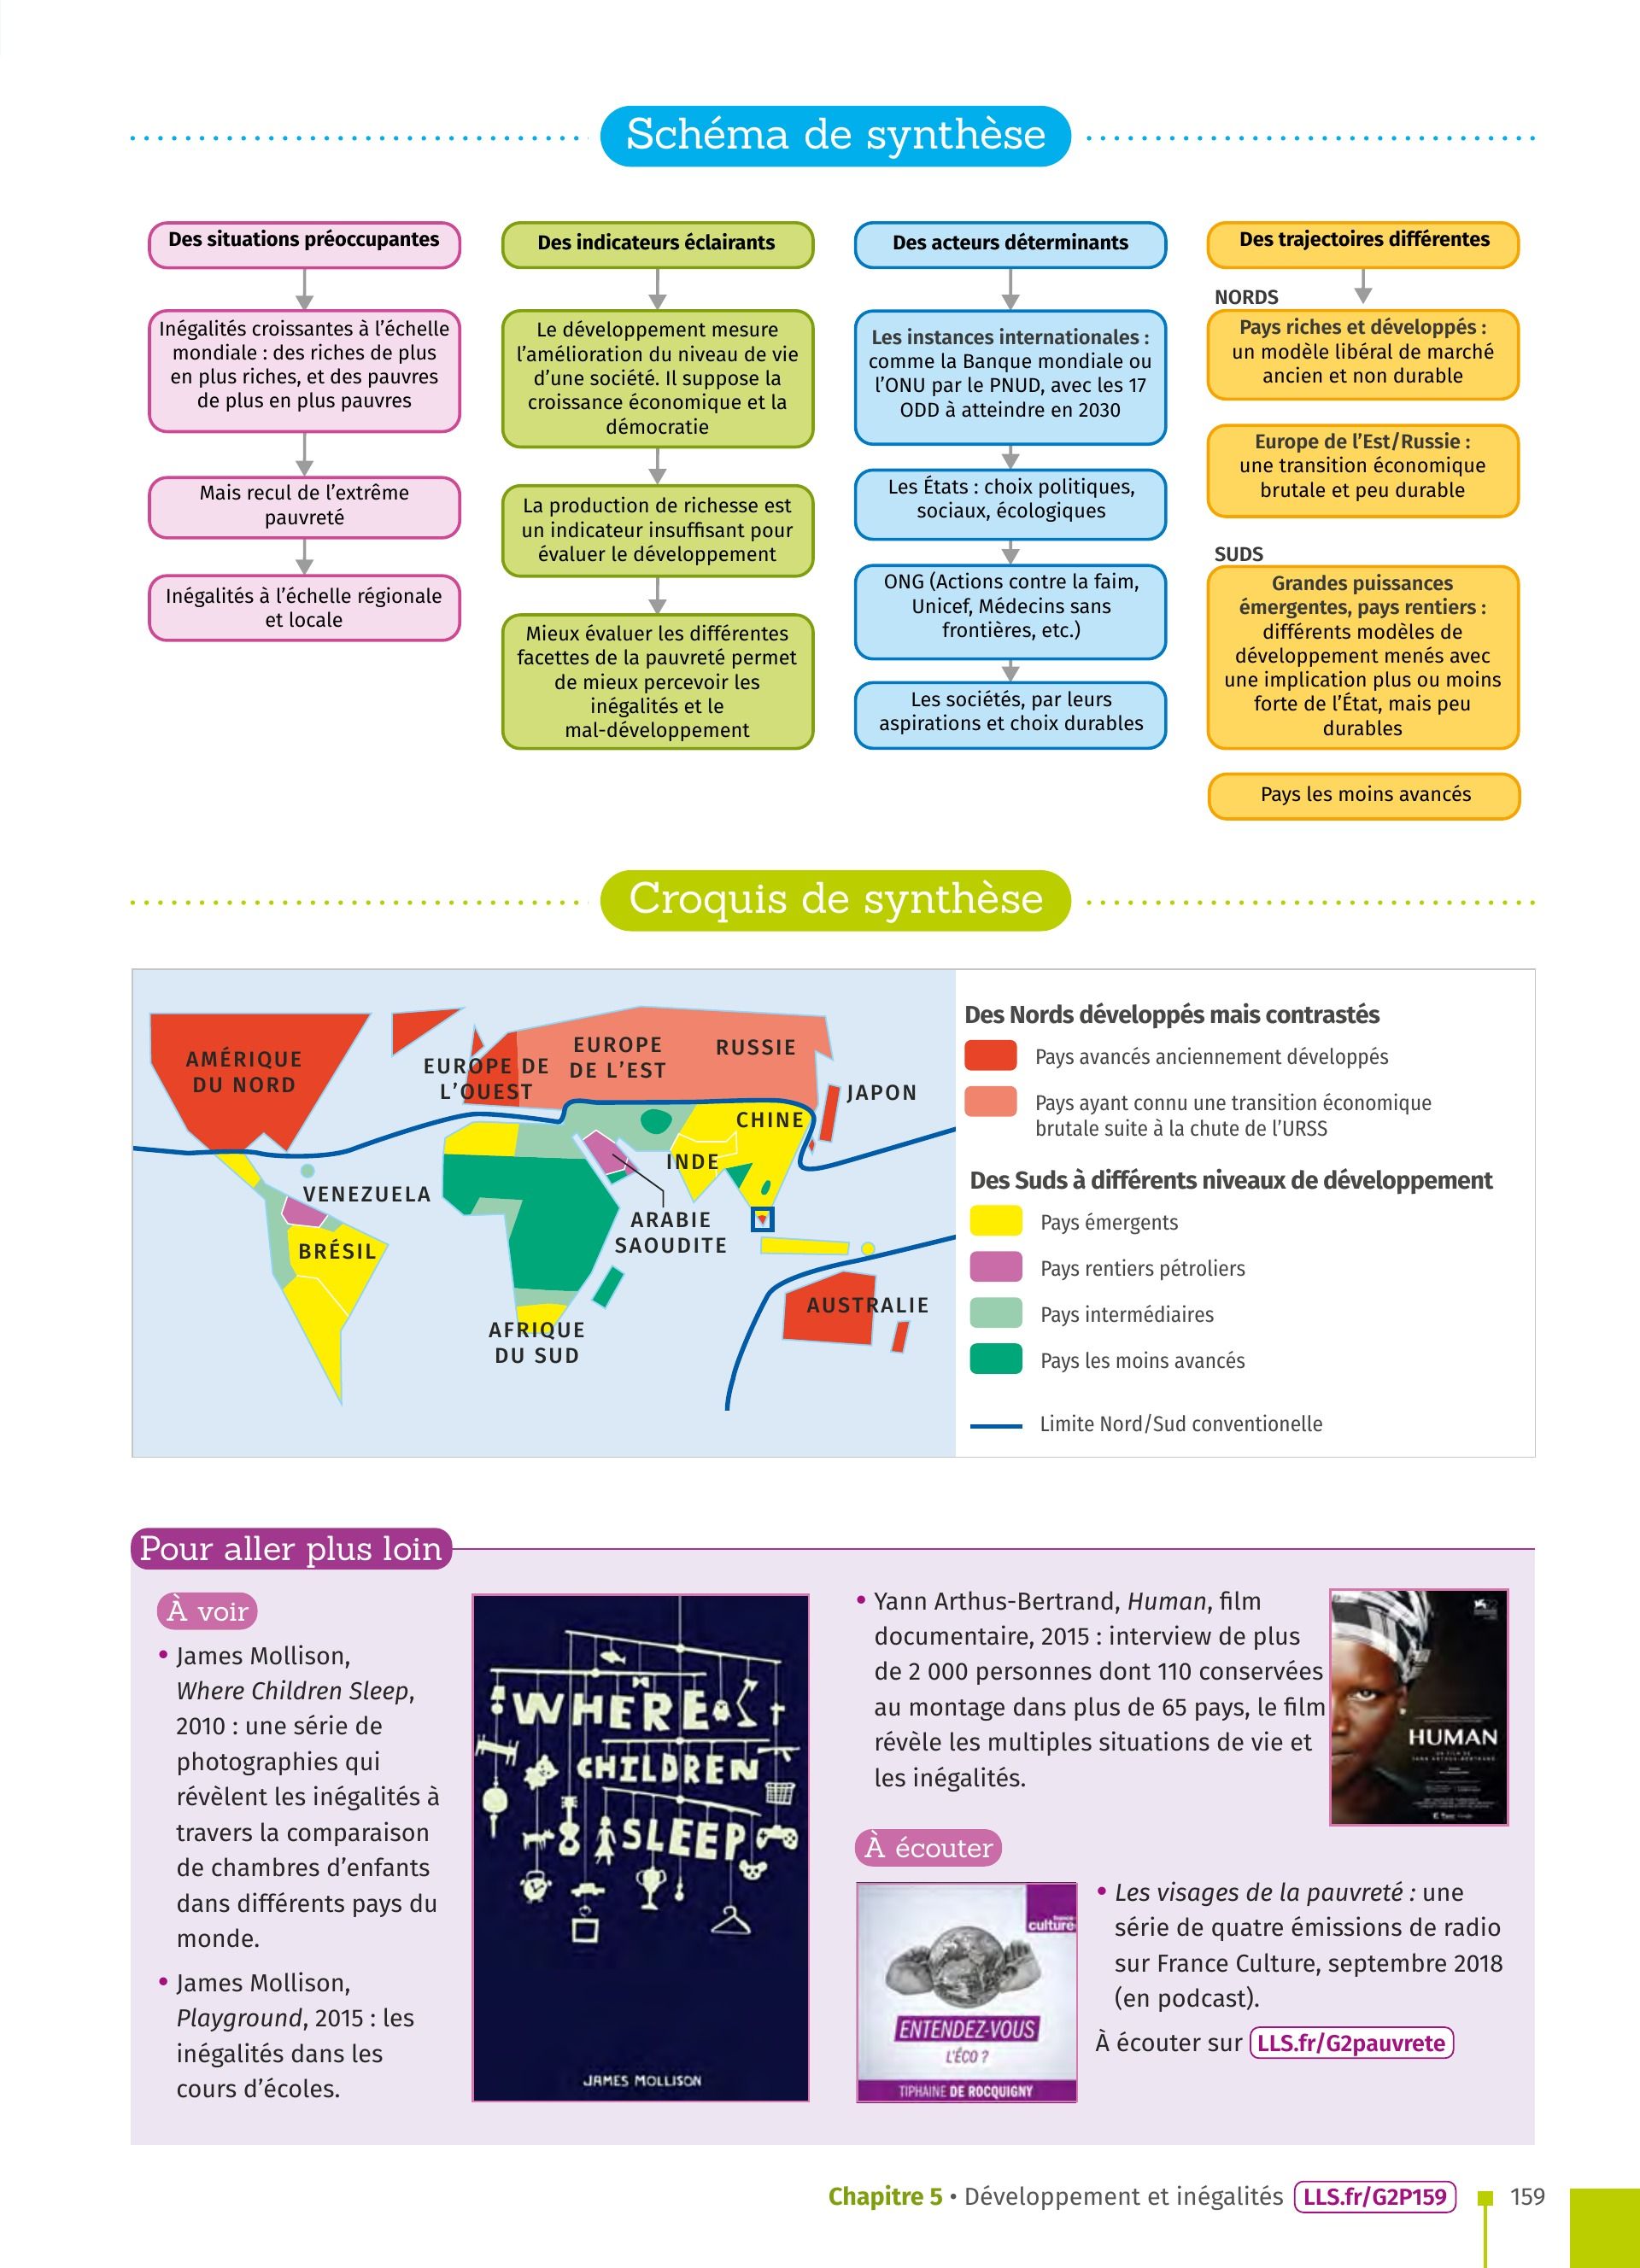 Schéma de synthèse
Des situations préoccupantes
Inégalités croissantes à l'échelle
mondiale : des riches de plus
en plus riches, et des pauvres
de plus en plus pauvres
Mais recul de l'extrême
pauvreté
Inégalités à l'échelle régionale
et locale
Des indicateurs éclairants
Le développement mesure
l'amélioration du niveau de vie
d'une société. Il suppose la
croissance économique et la
démocratie
La production de richesse est
un indicateur insuffisant pour
évaluer le développement
Mieux évaluer les différentes
facettes de la pauvreté permet
de mieux percevoir les
inégalités et le
mal-développement
Des acteurs déterminants
Les instances internationales :
comme la Banque mondiale ou
l'ONU par le PNUD, avec les 17
ODD à atteindre en 2030
Les États : choix politiques,
sociaux, écologiques
ONG (Actions contre la faim,
Unicef, Médecins sans
frontières, etc.)
Les sociétés, par leurs
aspirations et choix durables
Des trajectoires différentes
NORDS
Pays riches et développés :
un modèle libéral de marché
ancien et non durable
Europe de l'Est/Russie :
une transition économique
brutale et peu durable
SUDS
Grandes puissances
émergentes, pays rentiers :
différents modèles de
développement menés avec
une implication plus ou moins
forte de l'État, mais peu
durables
Pays les moins avancés
Croquis de synthèse
AMÉRIQUE
DU NORD
EUROPE DE
L'OUEST
EUROPE
DE L'EST
RUSSIE
JAPON
CHINE
INDE
VENEZUELA
BRÉSIL
ARABIE
SAOUDITE
AUSTRALIE
AFRIQUE
DU SUD
Des Nords développés mais contrastés
Pays avancés anciennement développés
Pays ayant connu une transition économique
brutale suite à la chute de l'URSS
Des Suds à différents niveaux de développement
Pays émergents
Pays rentiers pétroliers
Pays intermédiaires
Pays les moins avancés
Limite Nord/Sud conventionelle
Pour aller plus loin
À voir
• James Mollison,
Where Children Sleep,
2010 : une série de
photographies qui
révèlent les inégalités à
travers la comparaison
de chambres d'enfants
dans différents pays du
monde.
• James Mollison,
Playground, 2015 : les
inégalités dans les
cours d'écoles.
WHERE
CHILDREN
SLEEP
JAMES MOLLISON
• Yann Arthus-Bertrand, Human, film
documentaire, 2015 : interview de plus
de 2 000 personnes dont 110 conservées
au montage dans plus de 65 pays, le film
révèle les multiples situations de vie et
les inégalités.
HUMAN
À écouter
france
culture
ENTENDEZ-VOUS
L'ÉCO ?
TIPHAINE DE ROCQUIGNY
• Les visages de la pauvreté : une
série de quatre émissions de radio
sur France Culture, septembre 2018
(en podcast).
À écouter sur LLS.fr/G2pauvrete
Chapitre 5 • Développement et inégalités LLS.fr/G2P159 159